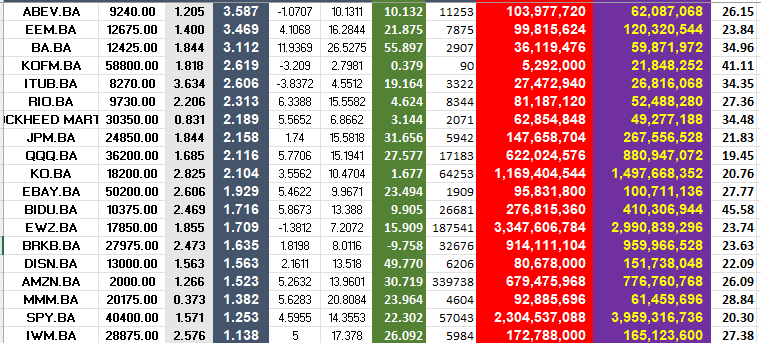 ABEV.BA 9240.00 1.205 3.587 -1.0707 10.1311 10.132 11253 103,977,720 62,087,068 26.15
EEM.BA 12675.00 1.400 3.469 4.1068 16.2844 21.875 7875 99,815,624 120,320,544 23.84
BA.BA 12425.00 1.844 3.112 11.9369 26.5275 55.897 2907 36,119,476 59,871,972 34.96
KOFM.BA 58800.00 1.818 2.619 -3.209 2.7981 0.379 90 5,292,000 21,848,252 41.11
ITUB.BA 8270.00 3.634 2.606 -3.8372 4.5512 19.164 3322 27,472,940 26,816,068 34.35
RIO.BA 9730.00 2.206 2.313 6.3388 15.5582 4.624 8344 81,187,120 52,488,280 27.36
CKHEED MART 30350.00 0.831 2.189 5.5652 6.8662 3.144 2071 62,854,848 49,277,188 34.48
JPM.BA 24850.00 1.844 2.158 1.74 15.5818 31.656 5942 147,658,704 267,556,528 21.83
QQQ.BA 36200.00 1.685 2.116 5.7706 15.1941 27.577 17183 622,024,576 880,947,072 19.45
KO.BA 18200.00 2.825 2.104 3.5562 10.4704 1.677 64253 1,169,404,544 1,497,668,352 20.76
EBAY.BA 50200.00 2.606 1.929 5.4622 9.9671 23.494 1909 95,831,800 100,711,136 27.77
BIDU.BA 10375.00 2.469 1.716 5.8673 13.388 9.905 26681 276,815,360 410,306,944 45.58
EWZ.BA 17850.00 1.855 1.709 -1.3812 7.2072 15.909 187541 3,347,606,784 2,990,839,296 23.74
BRKB.BA 27975.00 2.473 1.635 1.8198 8.0116 -9.758 32676 914,111,104 959,966,528 23.63
DISN.BA 13000.00 1.563 1.563 2.1611 13.518 49.770 6206 80,678,000 151,738,048 22.09
AMZN.BA 2000.00 1.266 1.523 5.2632 13.9601 30.719 339738 679,475,968 776,760,768 26.09
MMM.BA 20175.00 0.373 1.382 5.6283 20.8084 23.964 4604 92,885,696 61,459,696 28.84
SPY.BA 40400.00 1.571 1.253 4.5955 14.3553 22.302 57043 2,304,537,088 3,959,316,736 20.30
IWM.BA 28875.00 2.576 1.138 5 17.378 26.092 5984 172,788,000 165,123,600 27.38